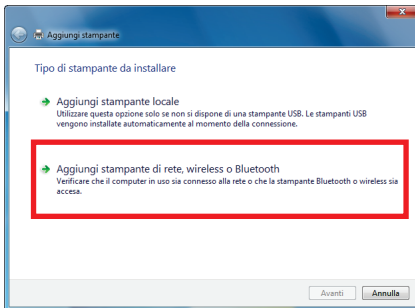 Aggiungi stampante
Tipo di stampante da installare
Aggiungi stampante locale
Utilizzare questa opzione solo se non si dispone di una stampante USB. Le stampanti USB
vengono installate automaticamente al momento della connessione.
Aggiungi stampante di rete, wireless o Bluetooth
Verificare che il computer in uso sia connesso alla rete o che la stampante Bluetooth o wireless sia
accesa.
Avanti Annulla